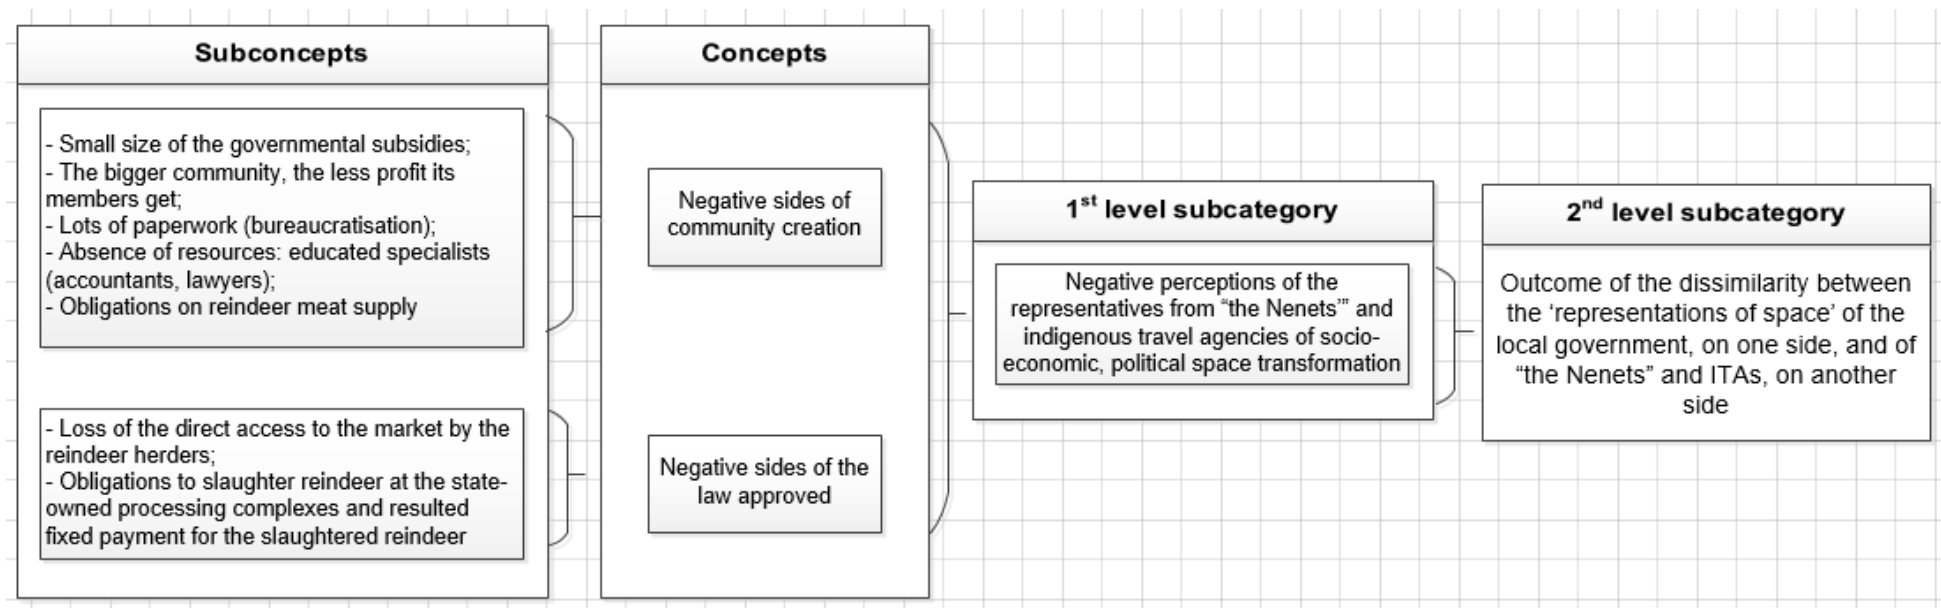 Subconcepts
- Small size of the governmental subsidies;
- The bigger community, the less profit its
members get;
- Lots of paperwork (bureaucratisation);
- Absence of resources: educated specialists
(accountants, lawyers);
- Obligations on reindeer meat supply
- Loss of the direct access to the market by the
reindeer herders;
- Obligations to slaughter reindeer at the state-
owned processing complexes and resulted
fixed payment for the slaughtered reindeer
Concepts
Negative sides of
community creation
Negative sides of the
law approved
1st level subcategory
Negative perceptions of the
representatives from “the Nenets’” and
indigenous travel agencies of socio-
economic, political space transformation
2nd level subcategory
Outcome of the dissimilarity between
the ‘representations of space’ of the
local government, on one side, and of
“the Nenets” and ITAs, on another
side